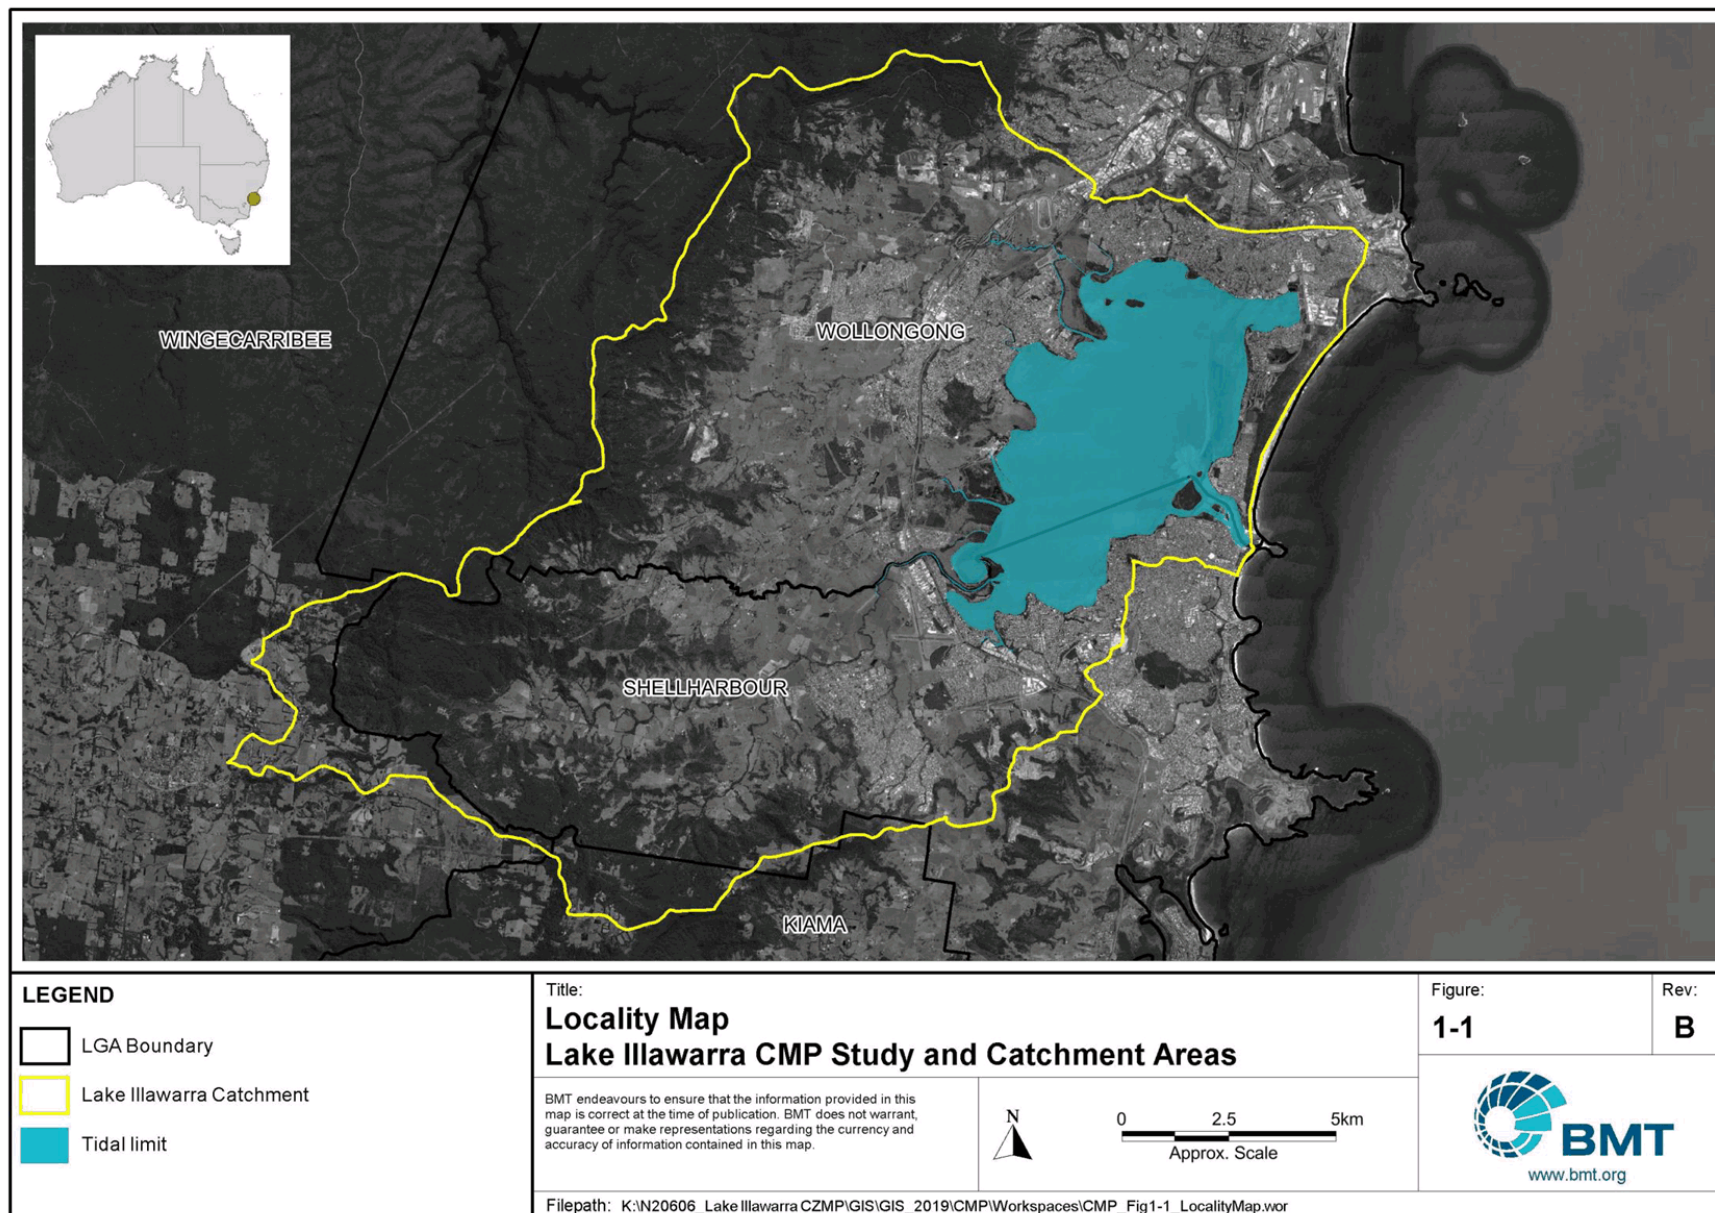 WINGECARRIBEE
WOLLONGONG
SHELLHARBOUR
KIAMA
LEGEND
LGA Boundary
Lake Illawarra Catchment
Tidal limit
Title:
Locality Map
Lake Illawarra CMP Study and Catchment Areas
BMT endeavours to ensure that the information provided in this
map is correct at the time of publication. BMT does not warrant,
guarantee or make representations regarding the currency and
accuracy of information contained in this map.
N
0 2.5 5km
Approx. Scale
Figure:
1-1
Rev:
B
BMT
www.bmt.org
Filepath: K:\N20606_Lake Illawarra CZMP\GIS\GIS_2019\CMP\Workspaces\CMP_Fig1-1_LocalityMap.wor